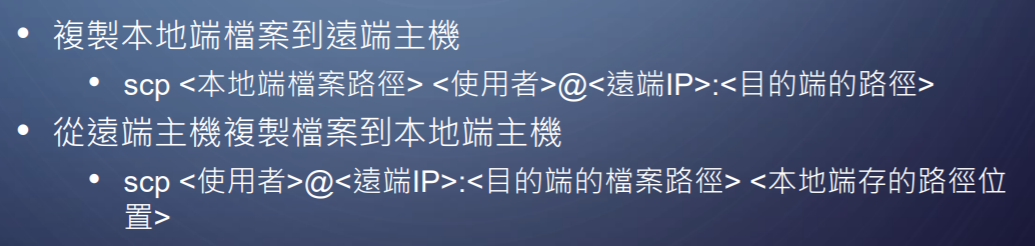 • 複製本地端檔案到遠端主機
• scp <本地端檔案路徑> <使用者>@<遠端IP>:<目的端的路徑>
• 從遠端主機複製檔案到本地端主機
• scp <使用者>@<遠端IP>:<目的端的檔案路徑> <本地端存的路徑位
置>